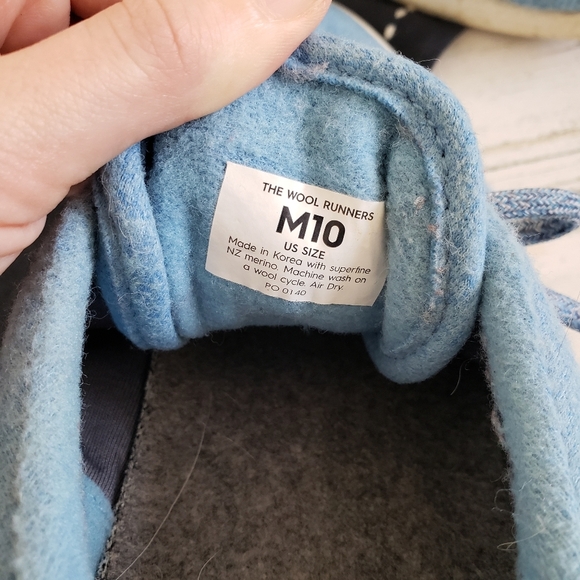 THE WOOL RUNNERS
M10
US SIZE
Made in Korea with superfine
NZ merino. Machine wash on
a wool cycle. Air Dry.
PO 0140